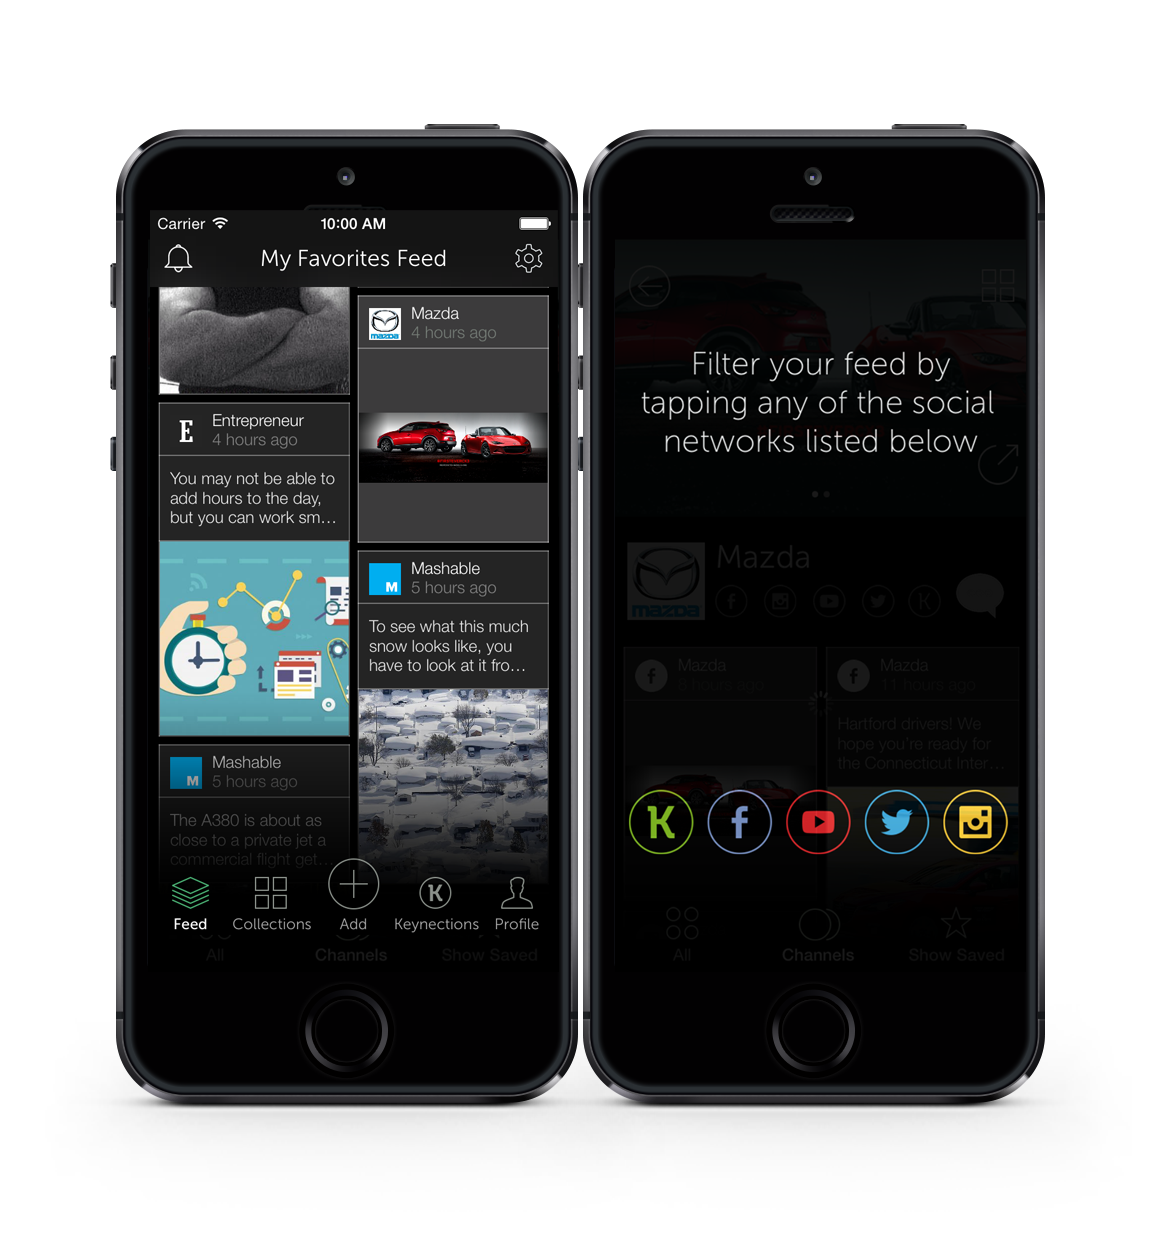 Carrier
10:00 AM
My Favorites Feed
Mazda
4 hours ago
mazda
E
Entrepreneur
4 hours ago
You may not be able to
add hours to the day,
but you can work sm...
M
Mashable
5 hours ago
To see what this much
snow looks like, you
have to look at it fro...
M
Mashable
5 hours ago
The A380 is about as
close to a private jet a
commercial flight get...
Feed
Collections
Add
K
Keynections
Profile
All
Channels
Show Saved
Filter your feed by
tapping any of the social
networks listed below
mazda
Mazda
f
K
f
Mazda
f
Mazda
11 hours ago
Hartford drivers! We
hope you're ready for
the Connecticut Inter...
K
f
All
Channels
Show Saved